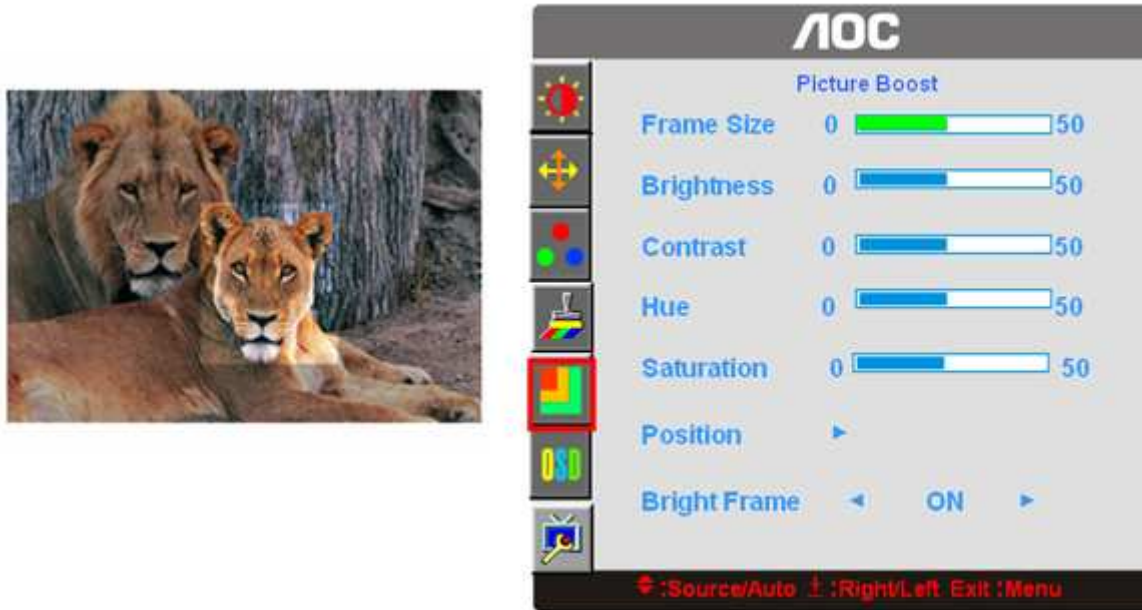 AOC
Picture Boost
Frame Size 0 50
Brightness 0 50
Contrast 0 50
Hue 0 50
Saturation 0 50
Position
OSD
Bright Frame ON
:Source/Auto :Right/Left Exit :Menu